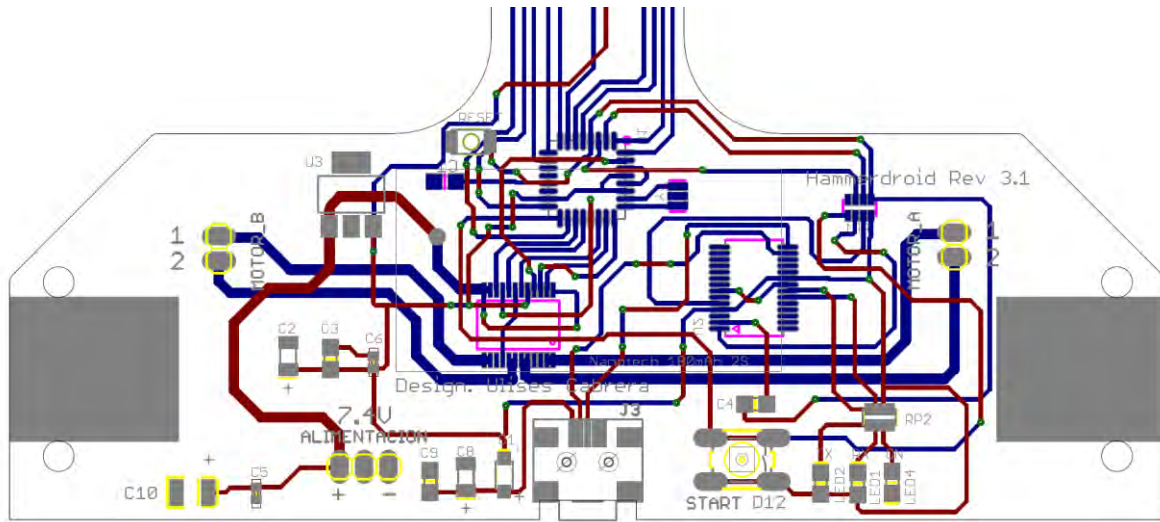 RESET
U3
Hammerdroid Rev 3.1
1
2
MOTOR_B
MOTOR_A
1
2
C2
C3
C6
+
Nanotech 180mAh 2S
Design. Ulises Cabrera
7.4V
ALIMENTACION
J3
C4
RP2
C10
+
C5
+
-
C9
C8
+
C1
+
START D12
LED2
LED1
LED4